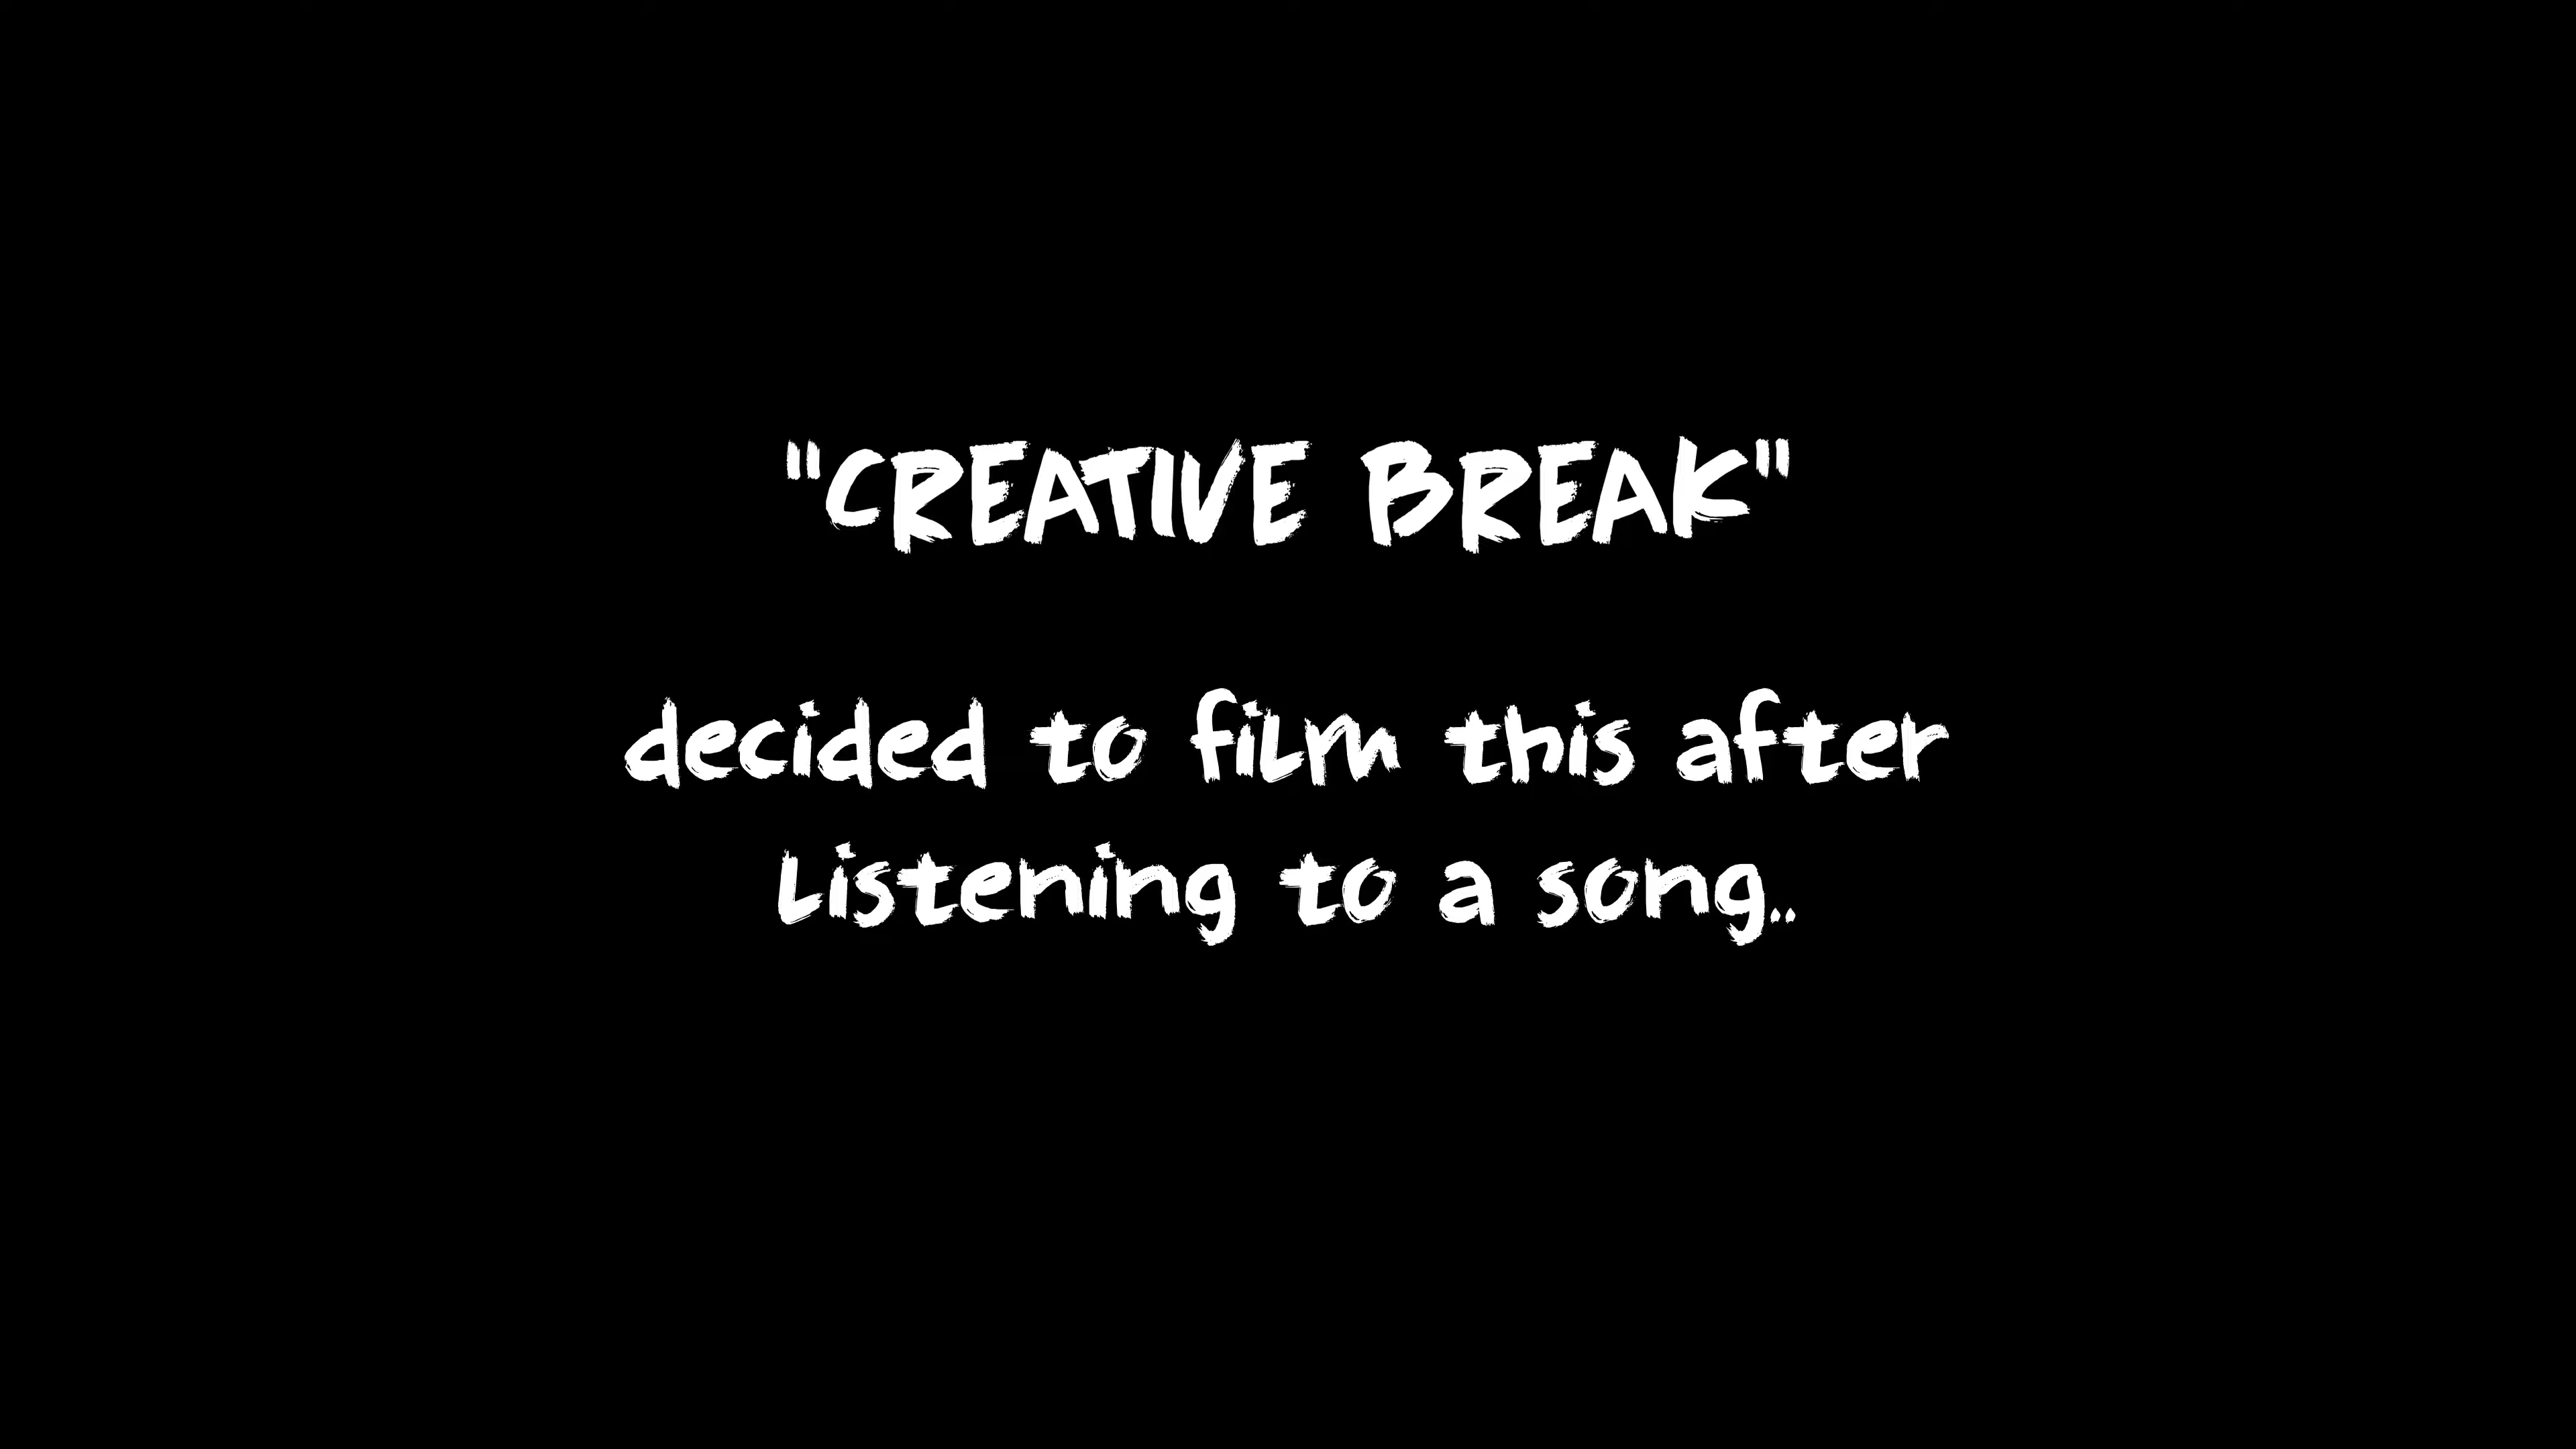 "CREATIVE BREAK"
decided to film this after
Listening to a song..